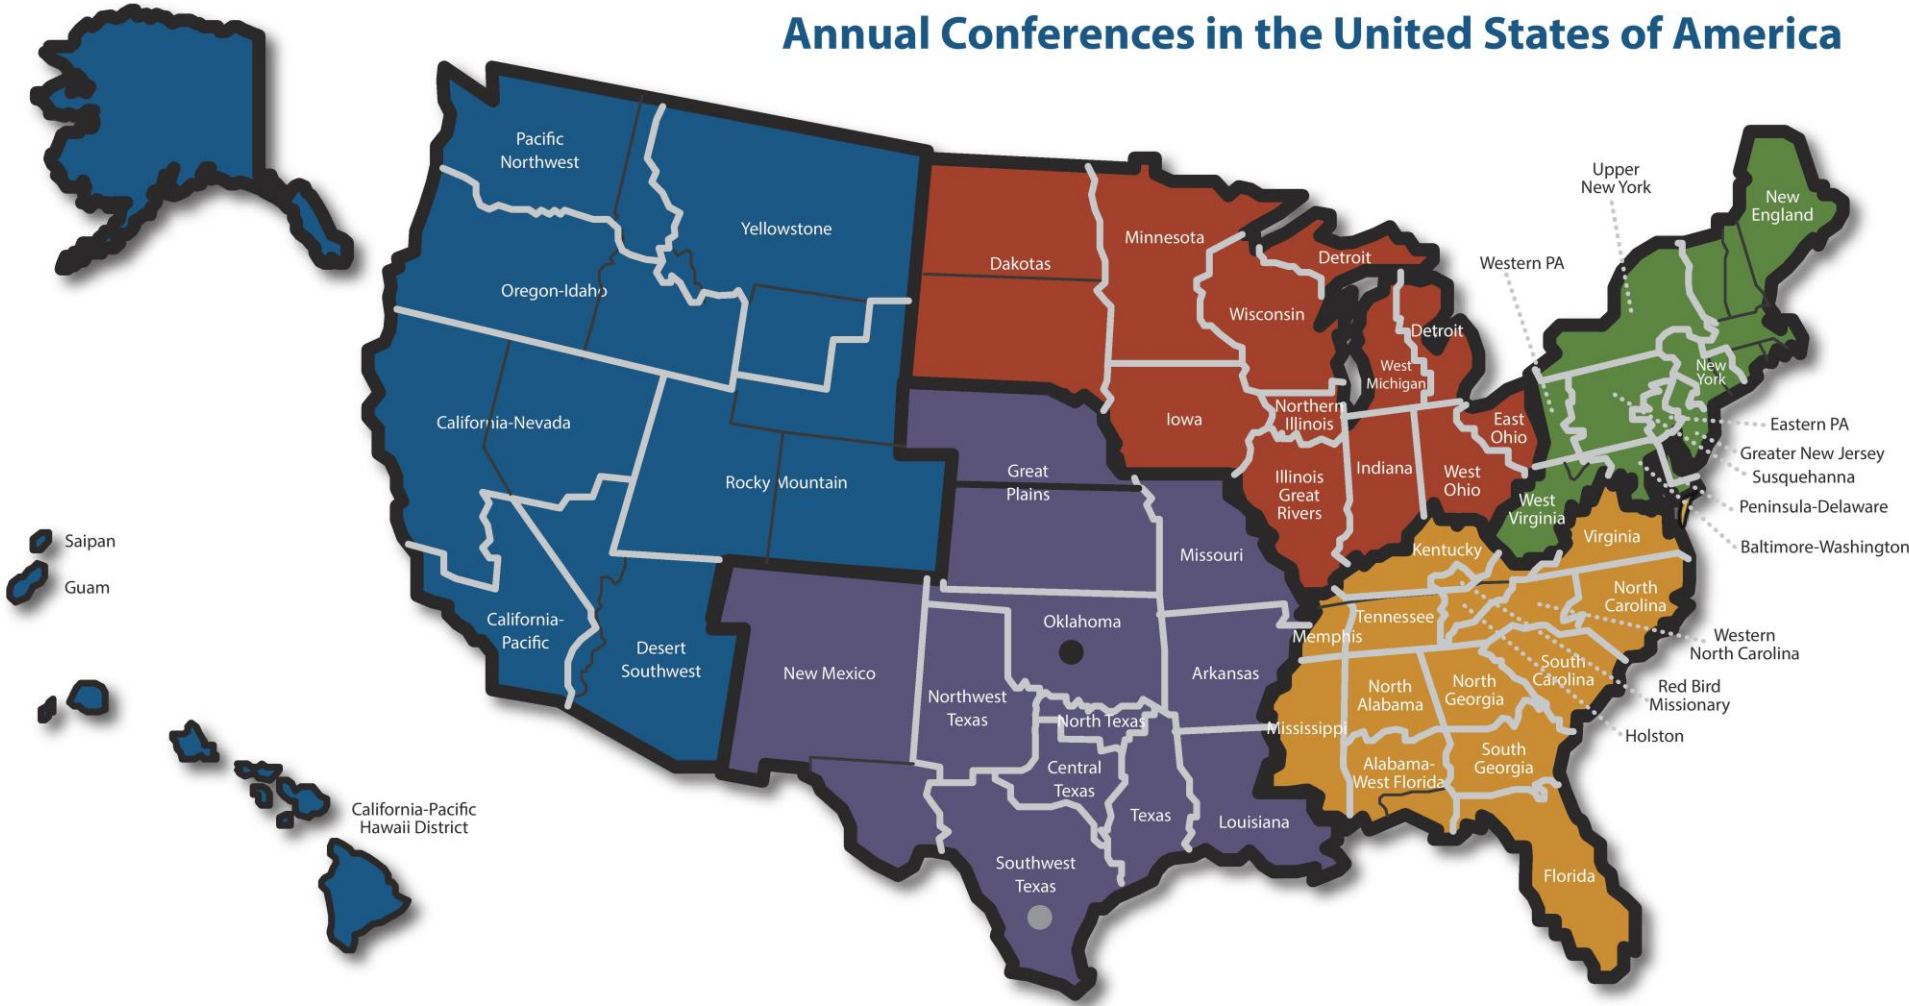 Annual Conferences in the United States of America
Pacific
Northwest
Yellowstone
Oregon-Idaho
California-Nevada
Rocky Mountain
California-
Pacific
Desert
Southwest
Saipan
Guam
California-Pacific
Hawaii District
Dakotas
Minnesota
Wisconsin
Detroit
Detroit
West
Michigan
Iowa
Northern
Illinois
Illinois
Great
Rivers
Indiana
East
Ohio
West
Ohio
Great
Plains
Missouri
Oklahoma
Arkansas
New Mexico
Northwest
Texas
North Texas
Central
Texas
Texas
Louisiana
Southwest
Texas
Upper
New York
New
England
Western PA
New
York
Eastern PA
Greater New Jersey
Susquehanna
Peninsula-Delaware
Baltimore-Washington
West
Virginia
Virginia
Kentucky
North
Carolina
Tennessee
Memphis
Western
North Carolina
South
Carolina
North
Alabama
North
Georgia
Red Bird
Missionary
Holston
Mississippi
Alabama-
West Florida
South
Georgia
Florida